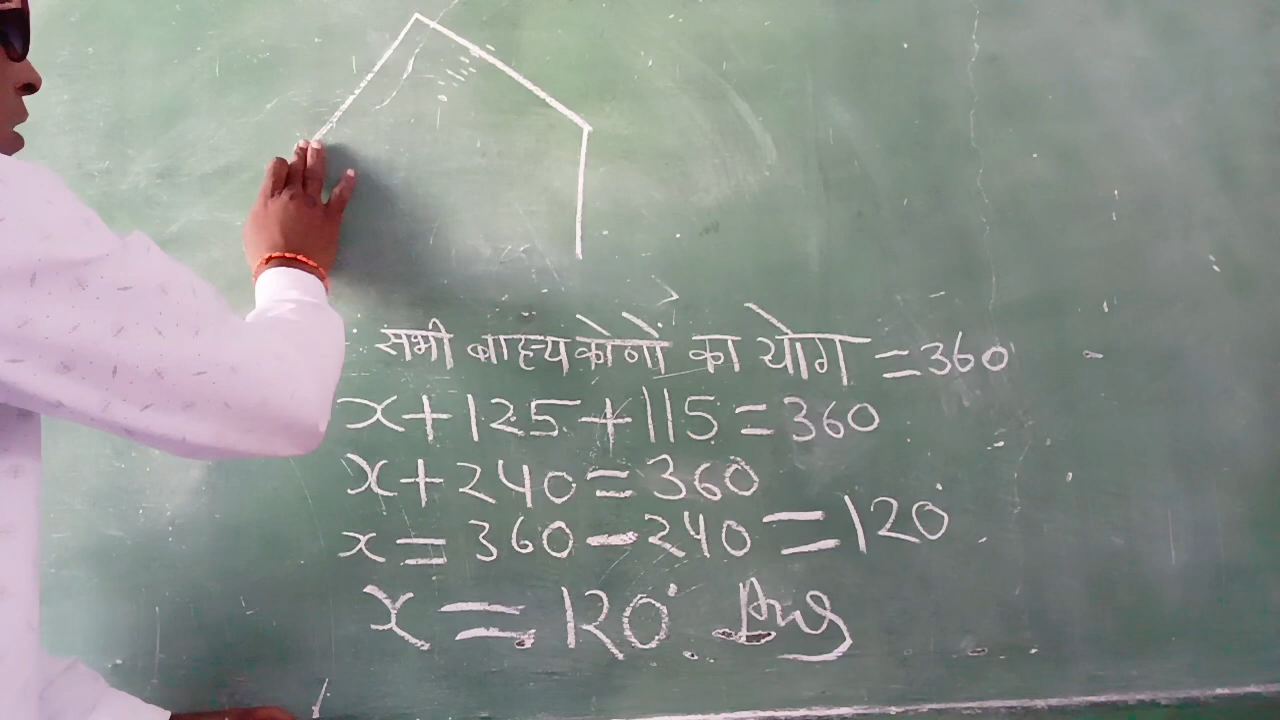 सभी बाह्य कोणों का योग = 360
x + 125 + 115 = 360
x + 240 = 360
x = 360 - 240 = 120
x = 120° Ans